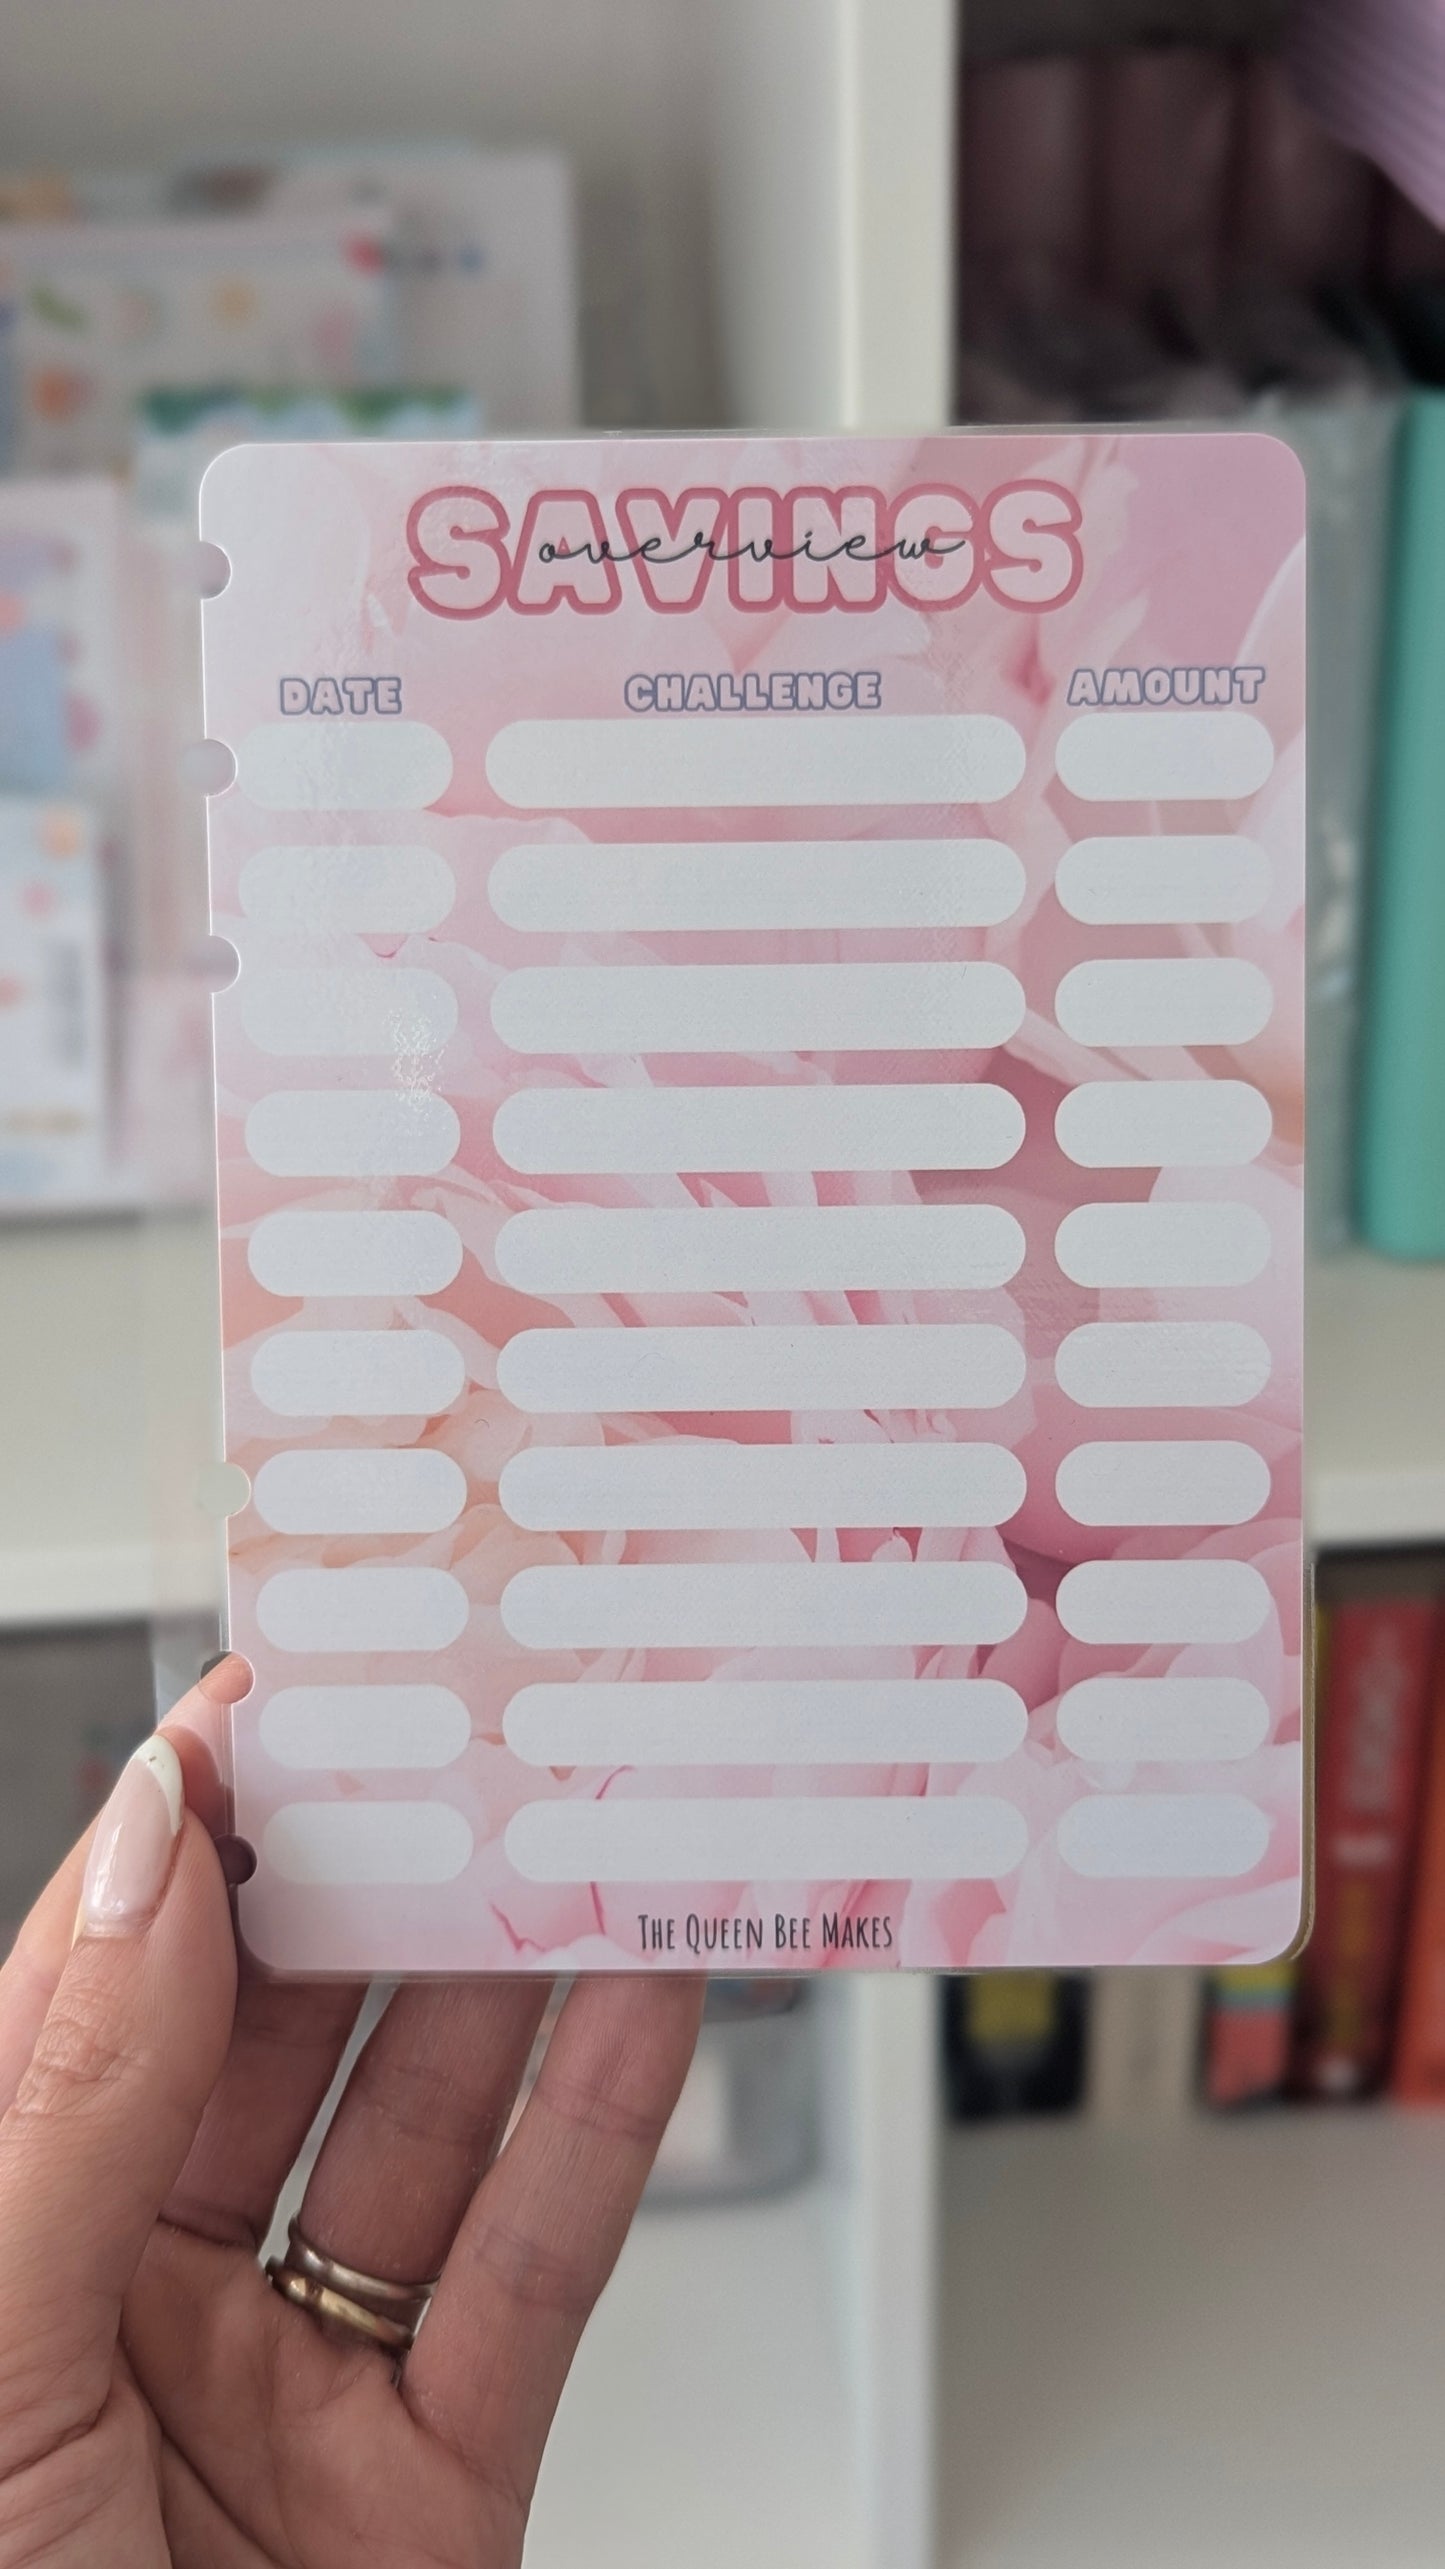 SAVINGS
overview
DATE CHALLENGE AMOUNT
THE QUEEN BEE MAKES